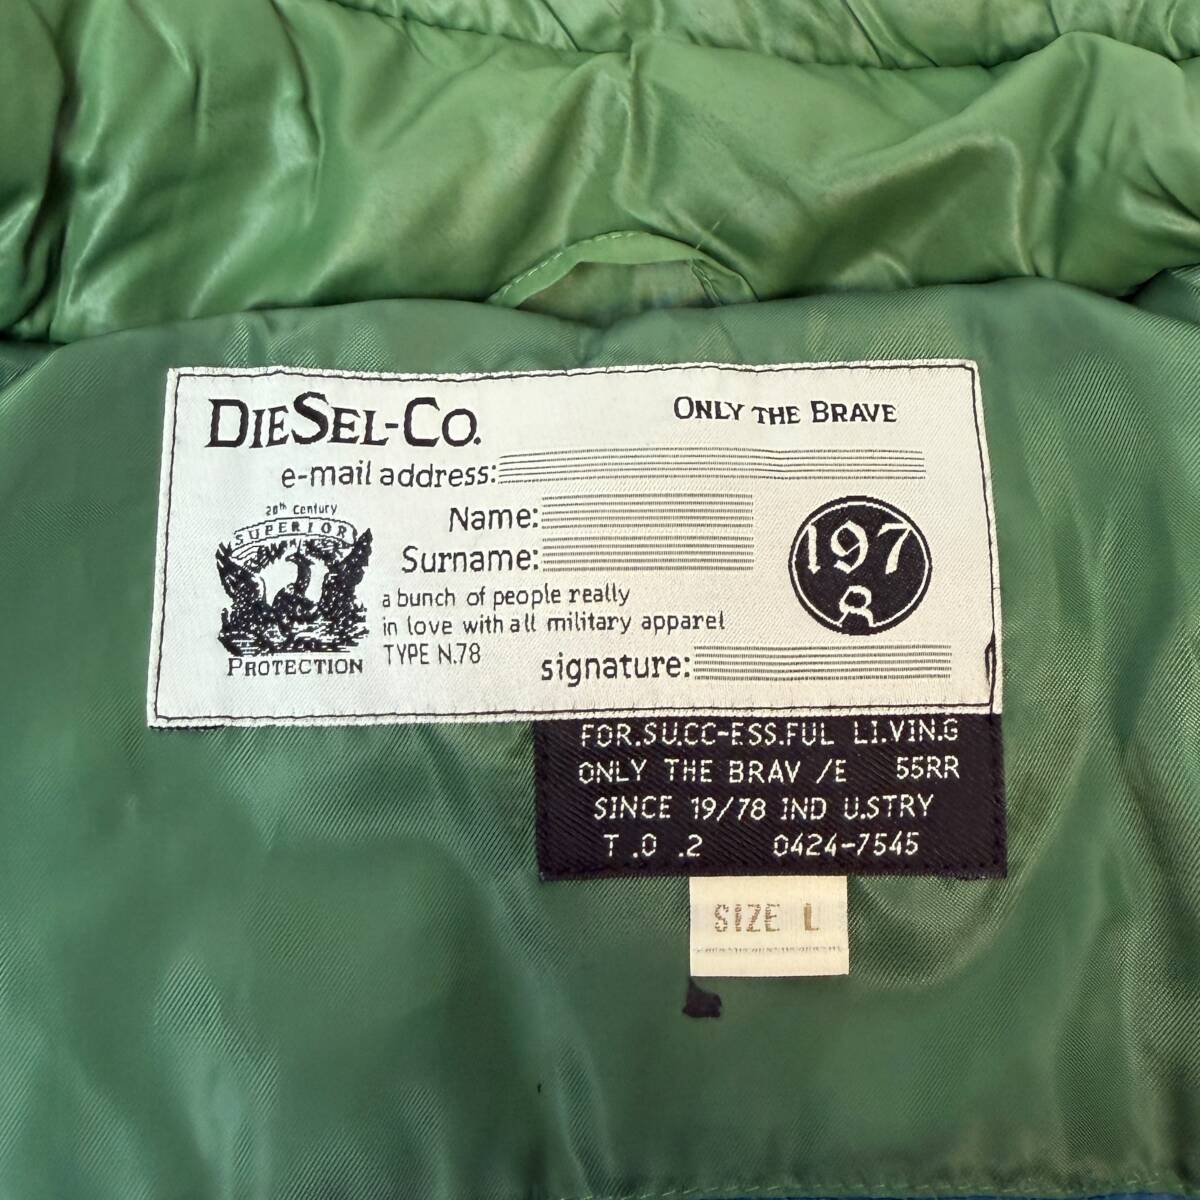 DIESEL-CO.
ONLY THE BRAVE
e-mail address:
20th Century
SUPERIOR
PROTECTION
Name:
Surname:
a bunch of people really
in love with all military apparel
TYPE N.78
signature:
197
8
FOR.SU.CC-ESS.FUL LI.VIN.G
ONLY THE BRAV /E 55RR
SINCE 19/78 IND U.STRY
T .O .2 0424-7545
SIZE L